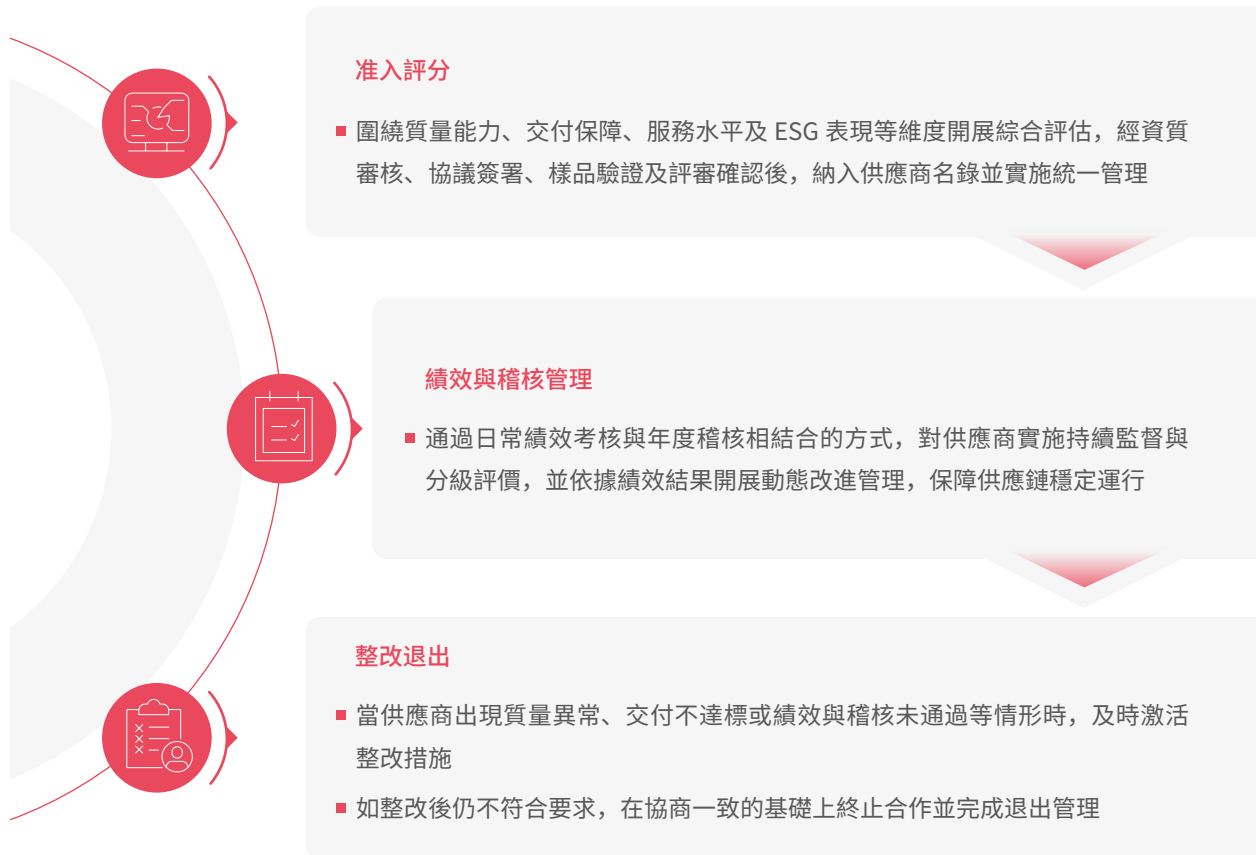 准入評分
圍繞質量能力、交付保障、服務水平及 ESG 表現等維度開展綜合評估，經資質
審核、協議簽署、樣品驗證及評審確認後，納入供應商名錄並實施統一管理
績效與稽核管理
通過日常績效考核與年度稽核相結合的方式，對供應商實施持續監督與
分級評價，並依據績效結果開展動態改進管理，保障供應鏈穩定運行
整改退出
當供應商出現質量異常、交付不達標或績效與稽核未通過等情形時，及時激活
整改措施
如整改後仍不符合要求，在協商一致的基礎上終止合作並完成退出管理